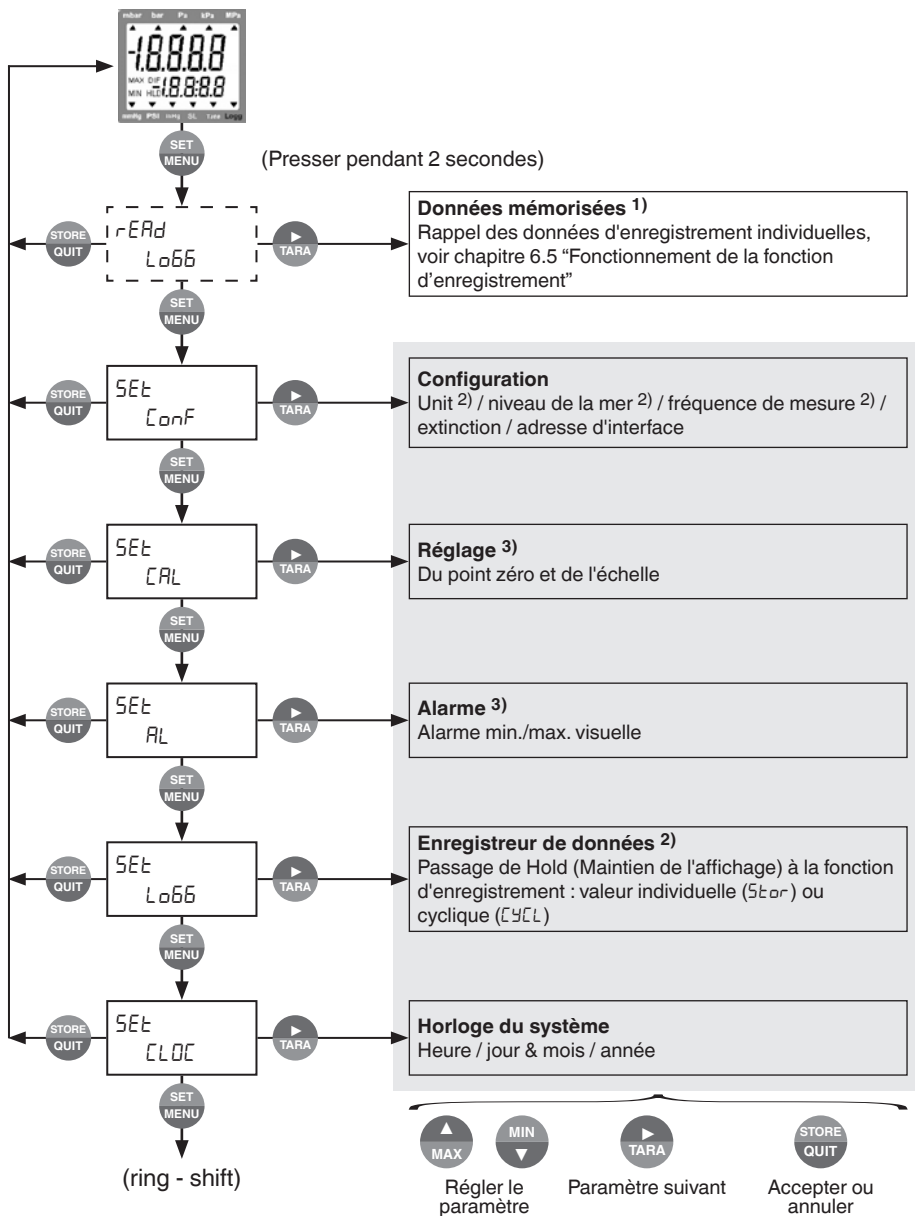 mbar bar Pa kPa MPa
-1.8.8.8.8
MAX DIF
MIN HLD -1.8.8:8.8
mmHg PSI inHg SL Tara Logg
SET
MENU
(Presser pendant 2 secondes)
STORE
QUIT
rEAd
LoGG
TARA
Données mémorisées 1)
Rappel des données d'enregistrement individuelles,
voir chapitre 6.5 “Fonctionnement de la fonction
d’enregistrement”
SET
MENU
STORE
QUIT
SEt
ConF
TARA
Configuration
Unit 2) / niveau de la mer 2) / fréquence de mesure 2) /
extinction / adresse d'interface
SET
MENU
STORE
QUIT
SEt
CAL
TARA
Réglage 3)
Du point zéro et de l'échelle
SET
MENU
STORE
QUIT
SEt
AL
TARA
Alarme 3)
Alarme min./max. visuelle
SET
MENU
STORE
QUIT
SEt
LoGG
TARA
Enregistreur de données 2)
Passage de Hold (Maintien de l'affichage) à la fonction
d'enregistrement : valeur individuelle (Stor) ou
cyclique (CYCL)
SET
MENU
STORE
QUIT
SEt
CLOC
TARA
Horloge du système
Heure / jour & mois / année
SET
MENU
(ring - shift)
MAX
MIN
Régler le
paramètre
TARA
Paramètre suivant
STORE
QUIT
Accepter ou
annuler